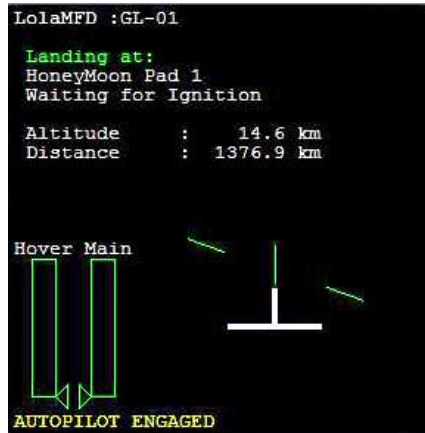 LolaMFD :GL-01
Landing at:
HoneyMoon Pad 1
Waiting for Ignition
Altitude : 14.6 km
Distance : 1376.9 km
Hover Main
AUTOPILOT ENGAGED